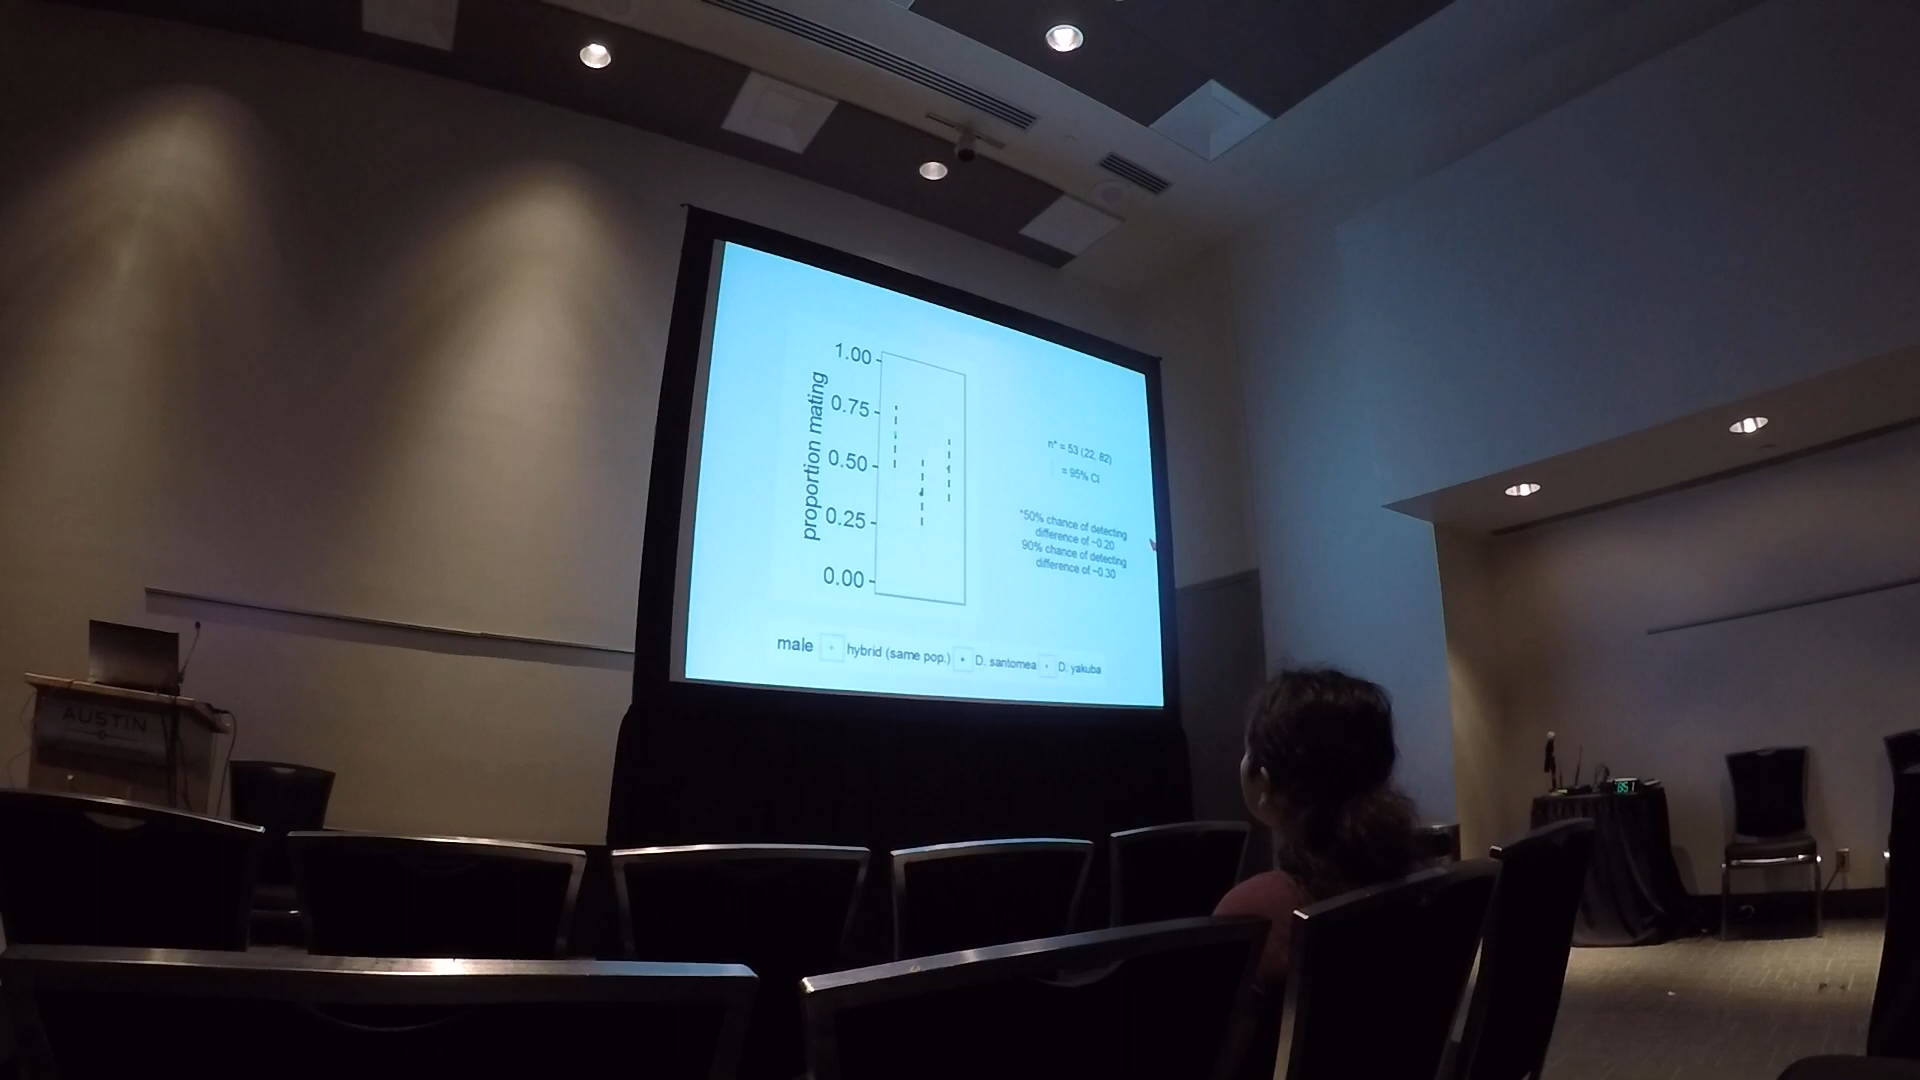 1.00
0.75
0.50
0.25
0.00
proportion mating
n* = 53 (22, 82)
= 95% CI
*50% chance of detecting
difference of ~0.20
90% chance of detecting
difference of ~0.30
male hybrid (same pop.) D. santomea D. yakuba
AUSTIN